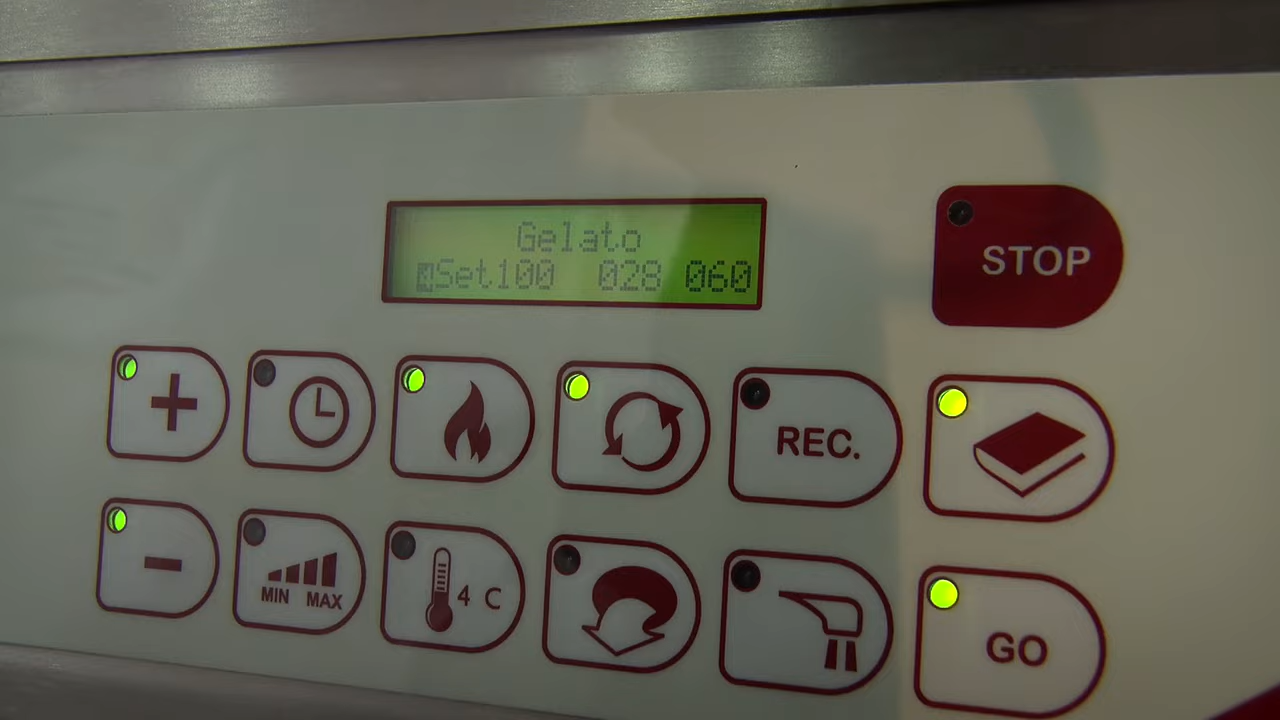 Gelato
Set100 028 060
STOP
+
REC.
-
MIN MAX
4 C
GO